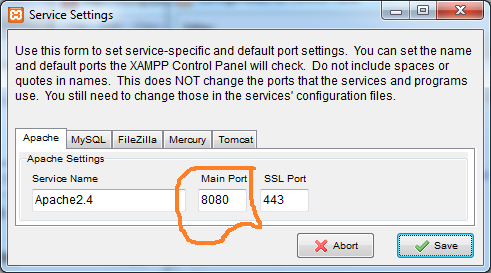 Service Settings
Use this form to set service-specific and default port settings.  You can set the name
and default ports the XAMPP Control Panel will check.  Do not include spaces or
quotes in names.  This does NOT change the ports that the services and programs
use.  You still need to change those in the services' configuration files.
Apache MySQL FileZilla Mercury Tomcat
Apache Settings
Service Name Main Port SSL Port
Apache2.4 8080 443
Abort Save